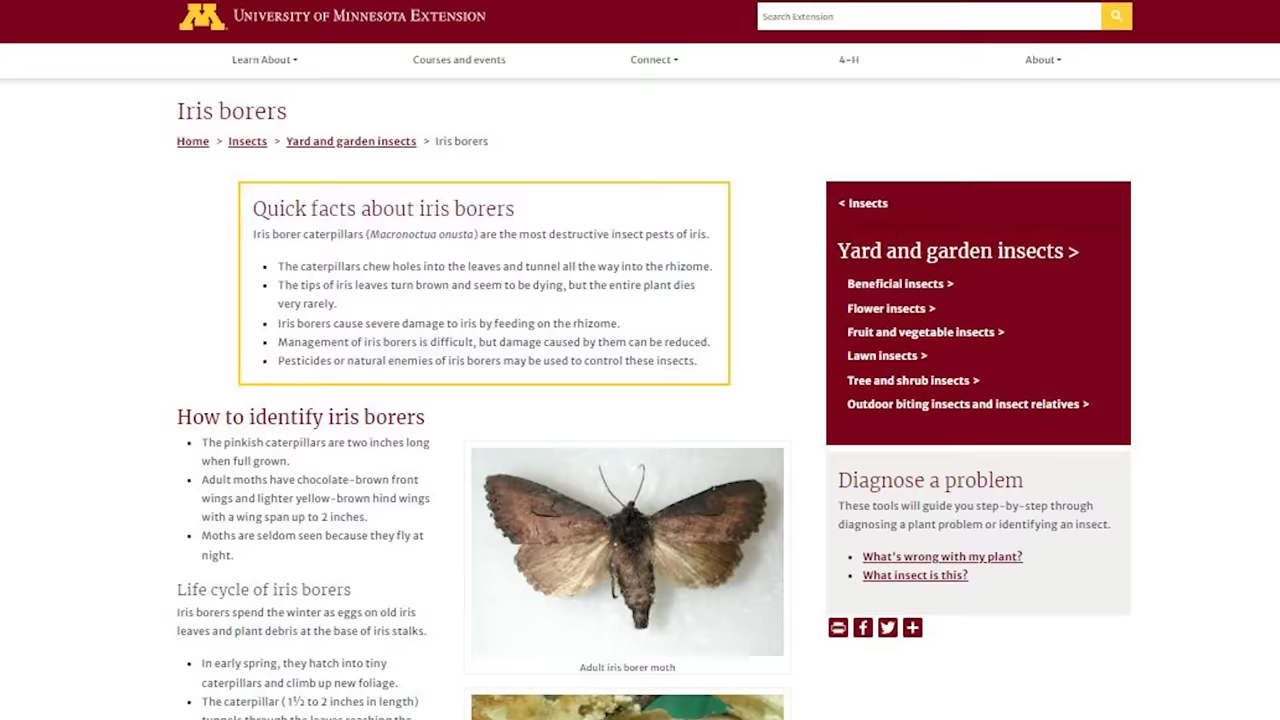 University of Minnesota Extension
Search Extension
Learn About
Courses and events
Connect
4-H
About
Iris borers
Home > Insects > Yard and garden insects > Iris borers
Quick facts about iris borers
Iris borer caterpillars (Macronoctua onusta) are the most destructive insect pests of iris.
• The caterpillars chew holes into the leaves and tunnel all the way into the rhizome.
• The tips of iris leaves turn brown and seem to be dying, but the entire plant dies
very rarely.
• Iris borers cause severe damage to iris by feeding on the rhizome.
• Management of iris borers is difficult, but damage caused by them can be reduced.
• Pesticides or natural enemies of iris borers may be used to control these insects.
How to identify iris borers
• The pinkish caterpillars are two inches long
when full grown.
• Adult moths have chocolate-brown front
wings and lighter yellow-brown hind wings
with a wing span up to 2 inches.
• Moths are seldom seen because they fly at
night.
Life cycle of iris borers
Iris borers spend the winter as eggs on old iris
leaves and plant debris at the base of iris stalks.
• In early spring, they hatch into tiny
caterpillars and climb up new foliage.
• The caterpillar (1½ to 2 inches in length)
tunnels through the leaves reaching the
Adult iris borer moth
< Insects
Yard and garden insects >
Beneficial insects >
Flower insects >
Fruit and vegetable insects >
Lawn insects >
Tree and shrub insects >
Outdoor biting insects and insect relatives >
Diagnose a problem
These tools will guide you step-by-step through
diagnosing a plant problem or identifying an insect.
• What's wrong with my plant?
• What insect is this?